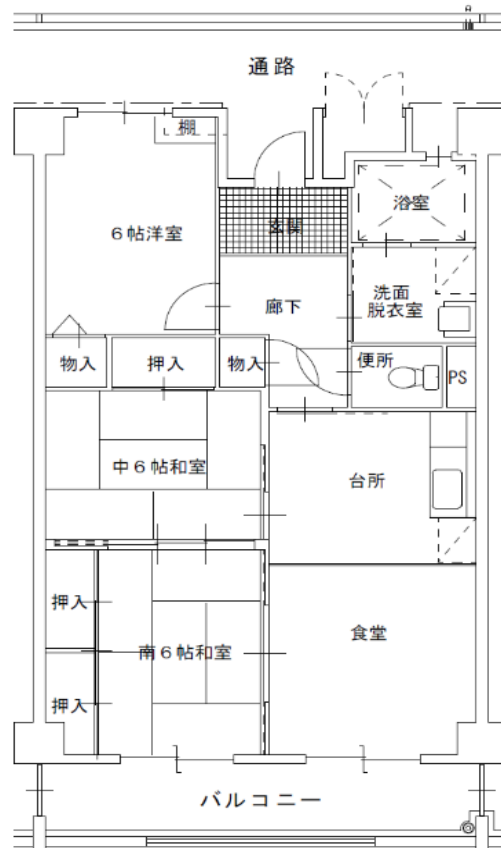 通路
棚
浴室
玄関
6帖洋室
洗面
脱衣室
廊下
物入
押入
物入
便所
PS
中6帖和室
台所
押入
南6帖和室
食堂
押入
バルコニー